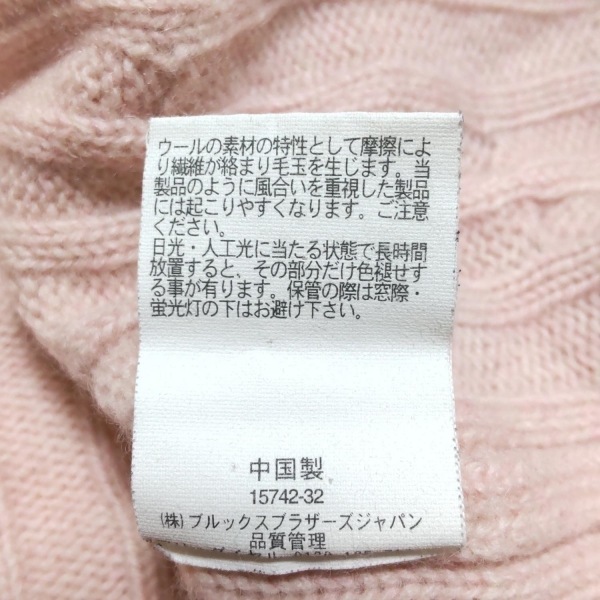 ウールの素材の特性として摩擦によ
り繊維が絡まり毛玉を生じます。当
製品のように風合いを重視した製品
には起こりやすくなります。ご注意
ください。
日光・人工光に当たる状態で長時間
放置すると、その部分だけ色褪せす
る事が有ります。保管の際は窓際・
蛍光灯の下はお避け下さい。
中国製
15742-32
(株) ブルックスブラザーズジャパン
品質管理